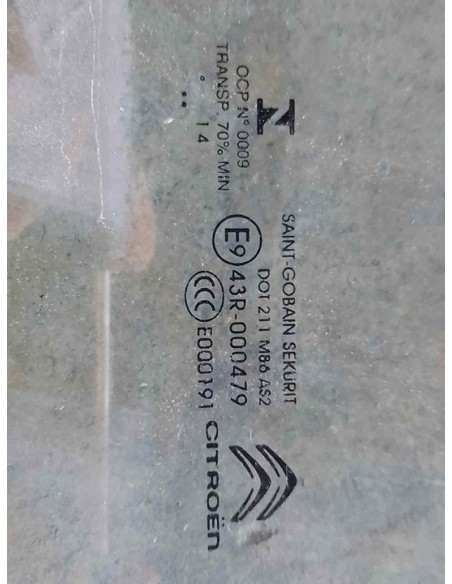 SAINT-GOBAIN SEKURIT
DOT 211 M86 AS2
E9 43R-000479
CCC E000191
CITROËN
OCP Nº 0009
TRANSP. 70% MIN
14